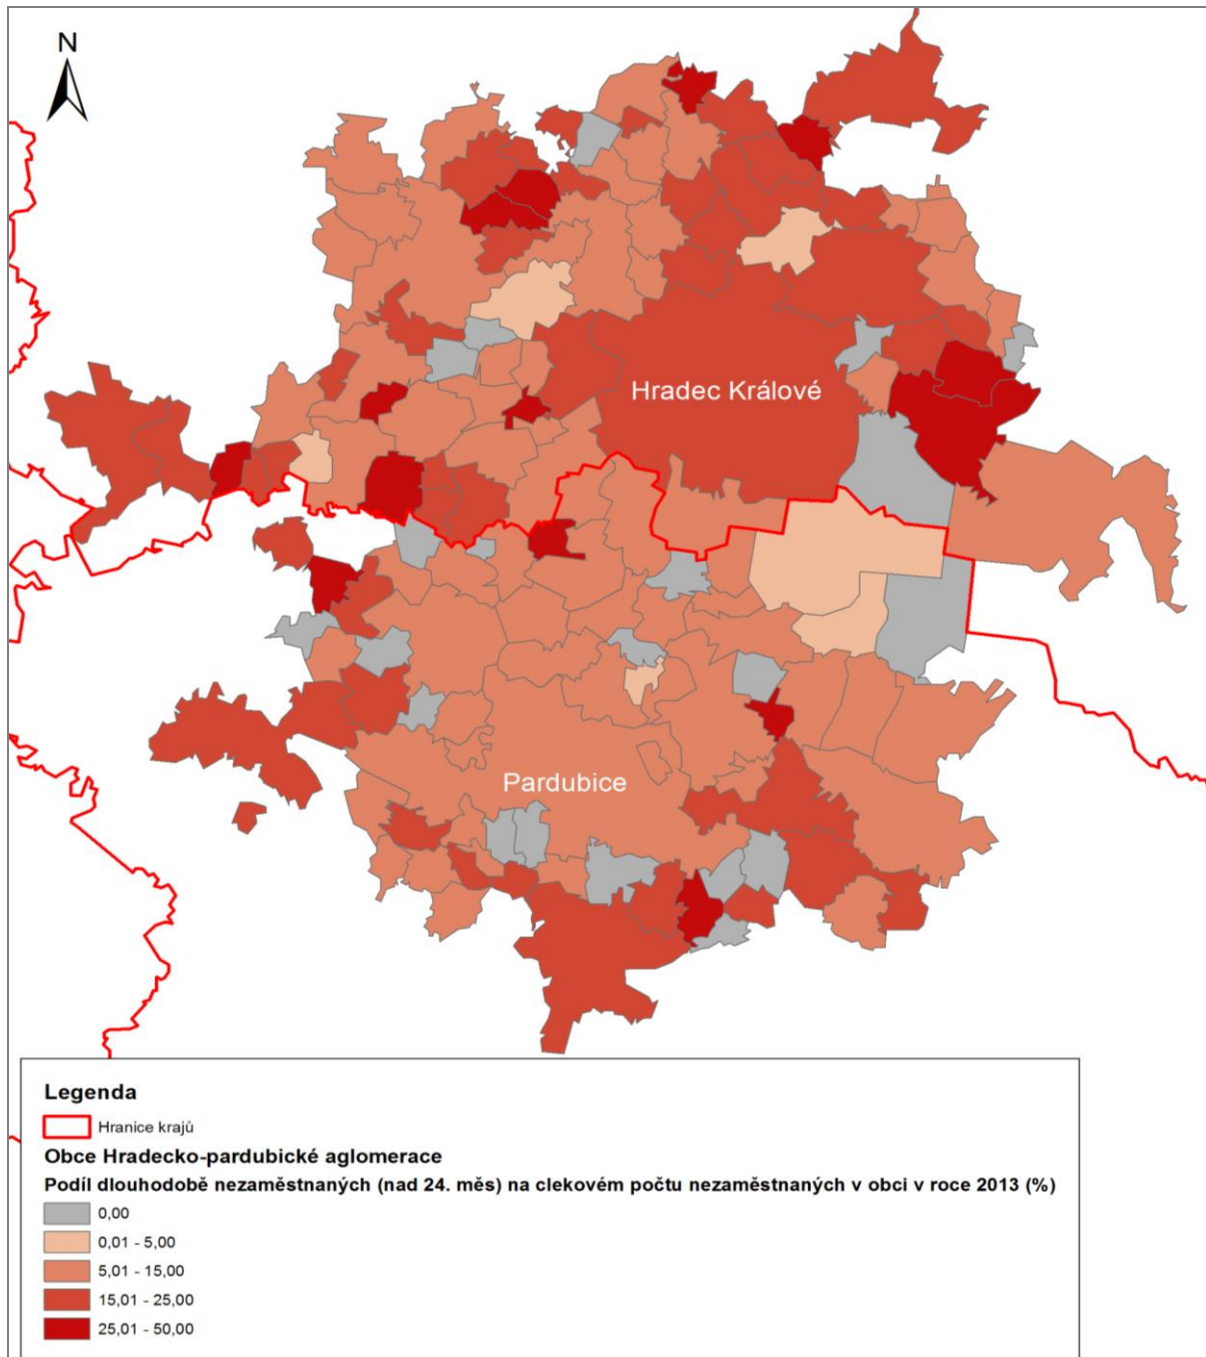 N
Hradec Králové
Pardubice
Legenda
Hranice krajů
Obce Hradecko-pardubické aglomerace
Podíl dlouhodobě nezaměstnaných (nad 24. měs) na clekovém počtu nezaměstnaných v obci v roce 2013 (%)
0,00
0,01 - 5,00
5,01 - 15,00
15,01 - 25,00
25,01 - 50,00